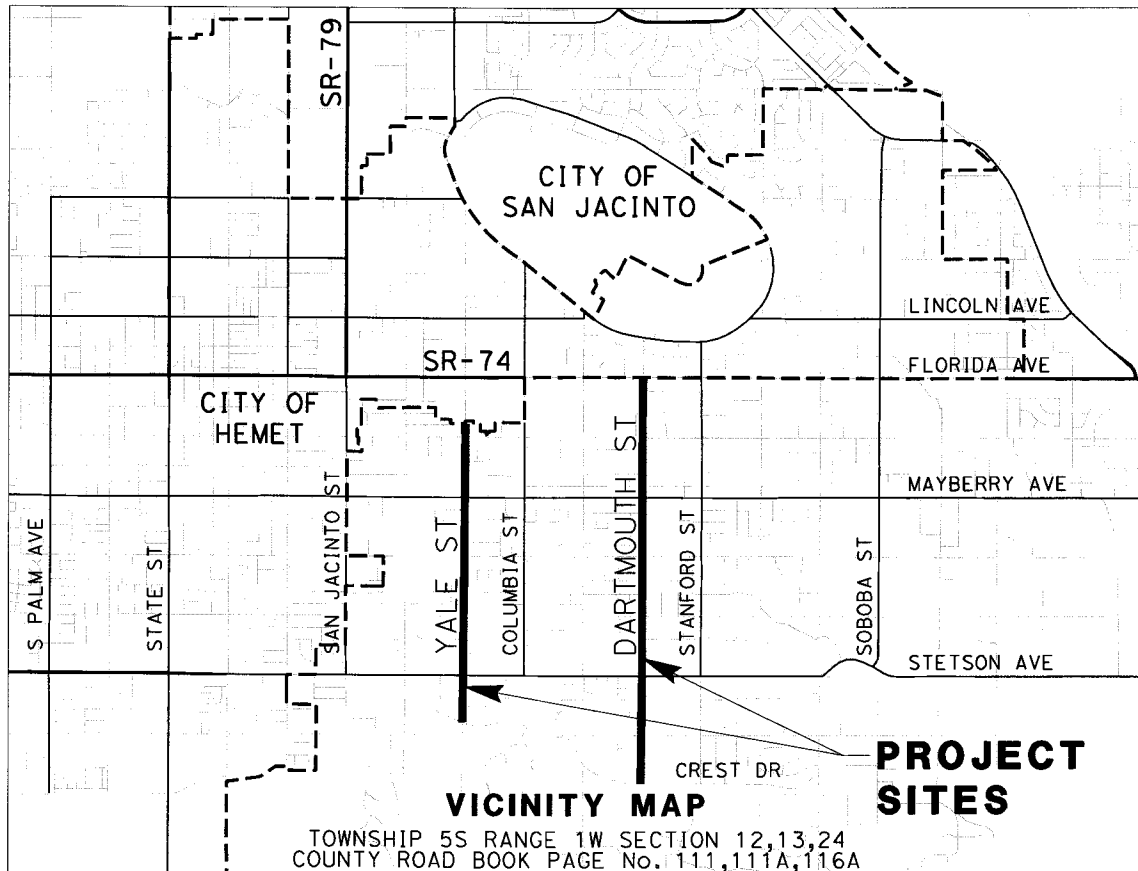 SR-79
CITY OF
SAN JACINTO
LINCOLN AVE
SR-74
FLORIDA AVE
CITY OF
HEMET
MAYBERRY AVE
S PALM AVE
STATE ST
SAN JACINTO ST
YALE ST
COLUMBIA ST
DARTMOUTH ST
STANFORD ST
SOBOBA ST
STETSON AVE
CREST DR
PROJECT
SITES
VICINITY MAP
TOWNSHIP 5S RANGE 1W SECTION 12,13,24
COUNTY ROAD BOOK PAGE No. 111,111A,116A